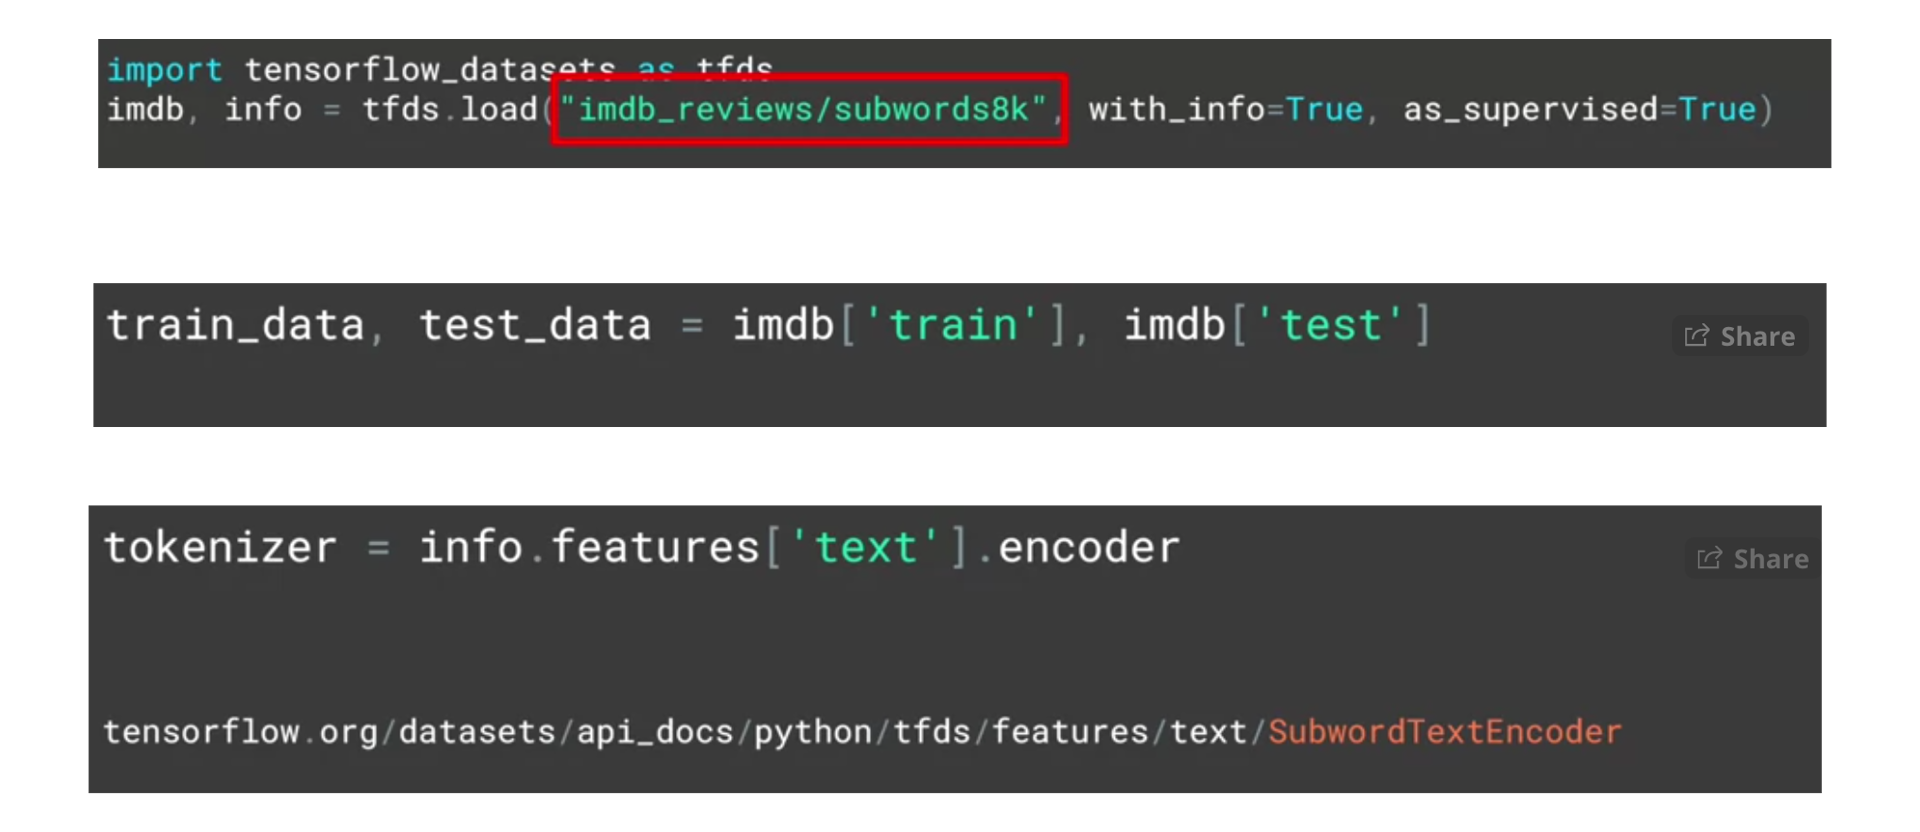 import tensorflow_datasets as tfds
imdb, info = tfds.load("imdb_reviews/subwords8k", with_info=True, as_supervised=True)
train_data, test_data = imdb['train'], imdb['test']
Share
tokenizer = info.features['text'].encoder
Share
tensorflow.org/datasets/api_docs/python/tfds/features/text/SubwordTextEncoder